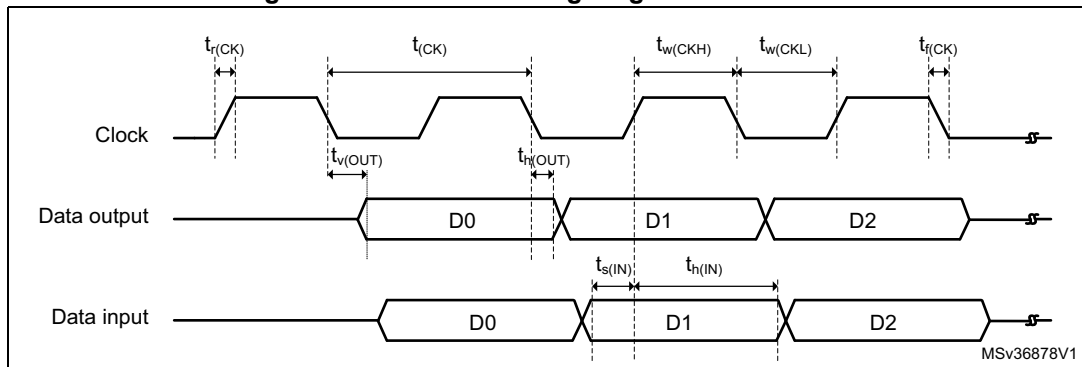 t_r(CK) t_(CK) t_w(CKH) t_w(CKL) t_f(CK)
Clock
t_v(OUT) t_h(OUT)
Data output D0 D1 D2
t_s(IN) t_h(IN)
Data input D0 D1 D2
MSv36878V1